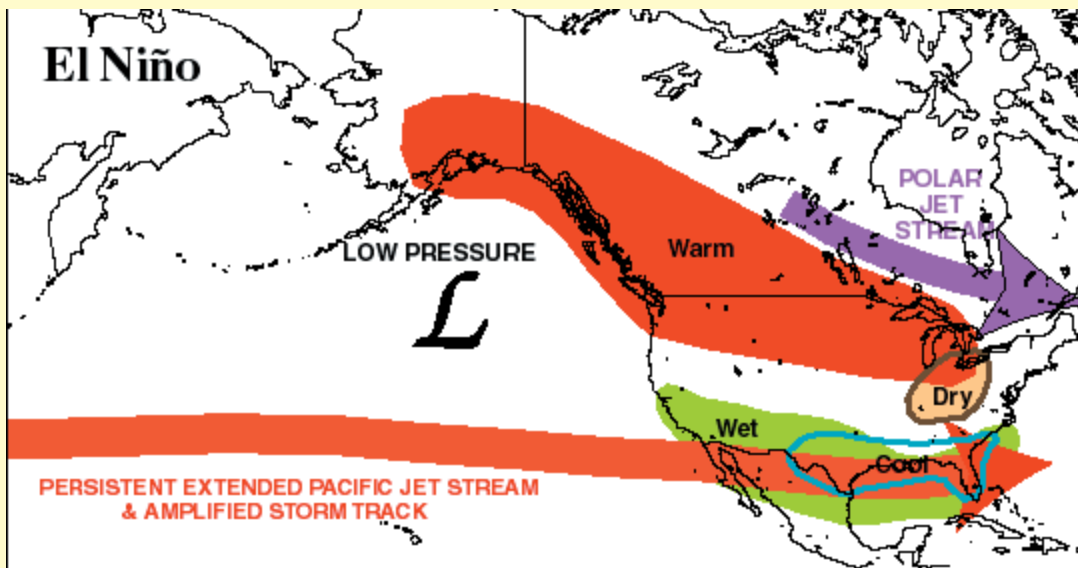 El Niño
POLAR
JET
STREAM
LOW PRESSURE
Warm
L
Dry
Wet
Cool
PERSISTENT EXTENDED PACIFIC JET STREAM
& AMPLIFIED STORM TRACK